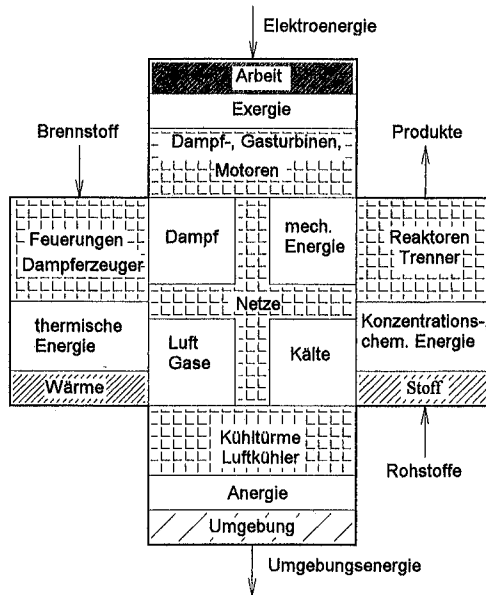 Elektroenergie
Arbeit
Exergie
Brennstoff
Dampf-, Gasturbinen,
Motoren
Produkte
Feuerungen
Dampferzeuger
Dampf
mech.
Energie
Reaktoren
Trenner
Netze
thermische
Energie
Luft
Gase
Kälte
Konzentrations-,
chem. Energie
Wärme
Stoff
Kühltürme
Luftkühler
Rohstoffe
Anergie
Umgebung
Umgebungsenergie